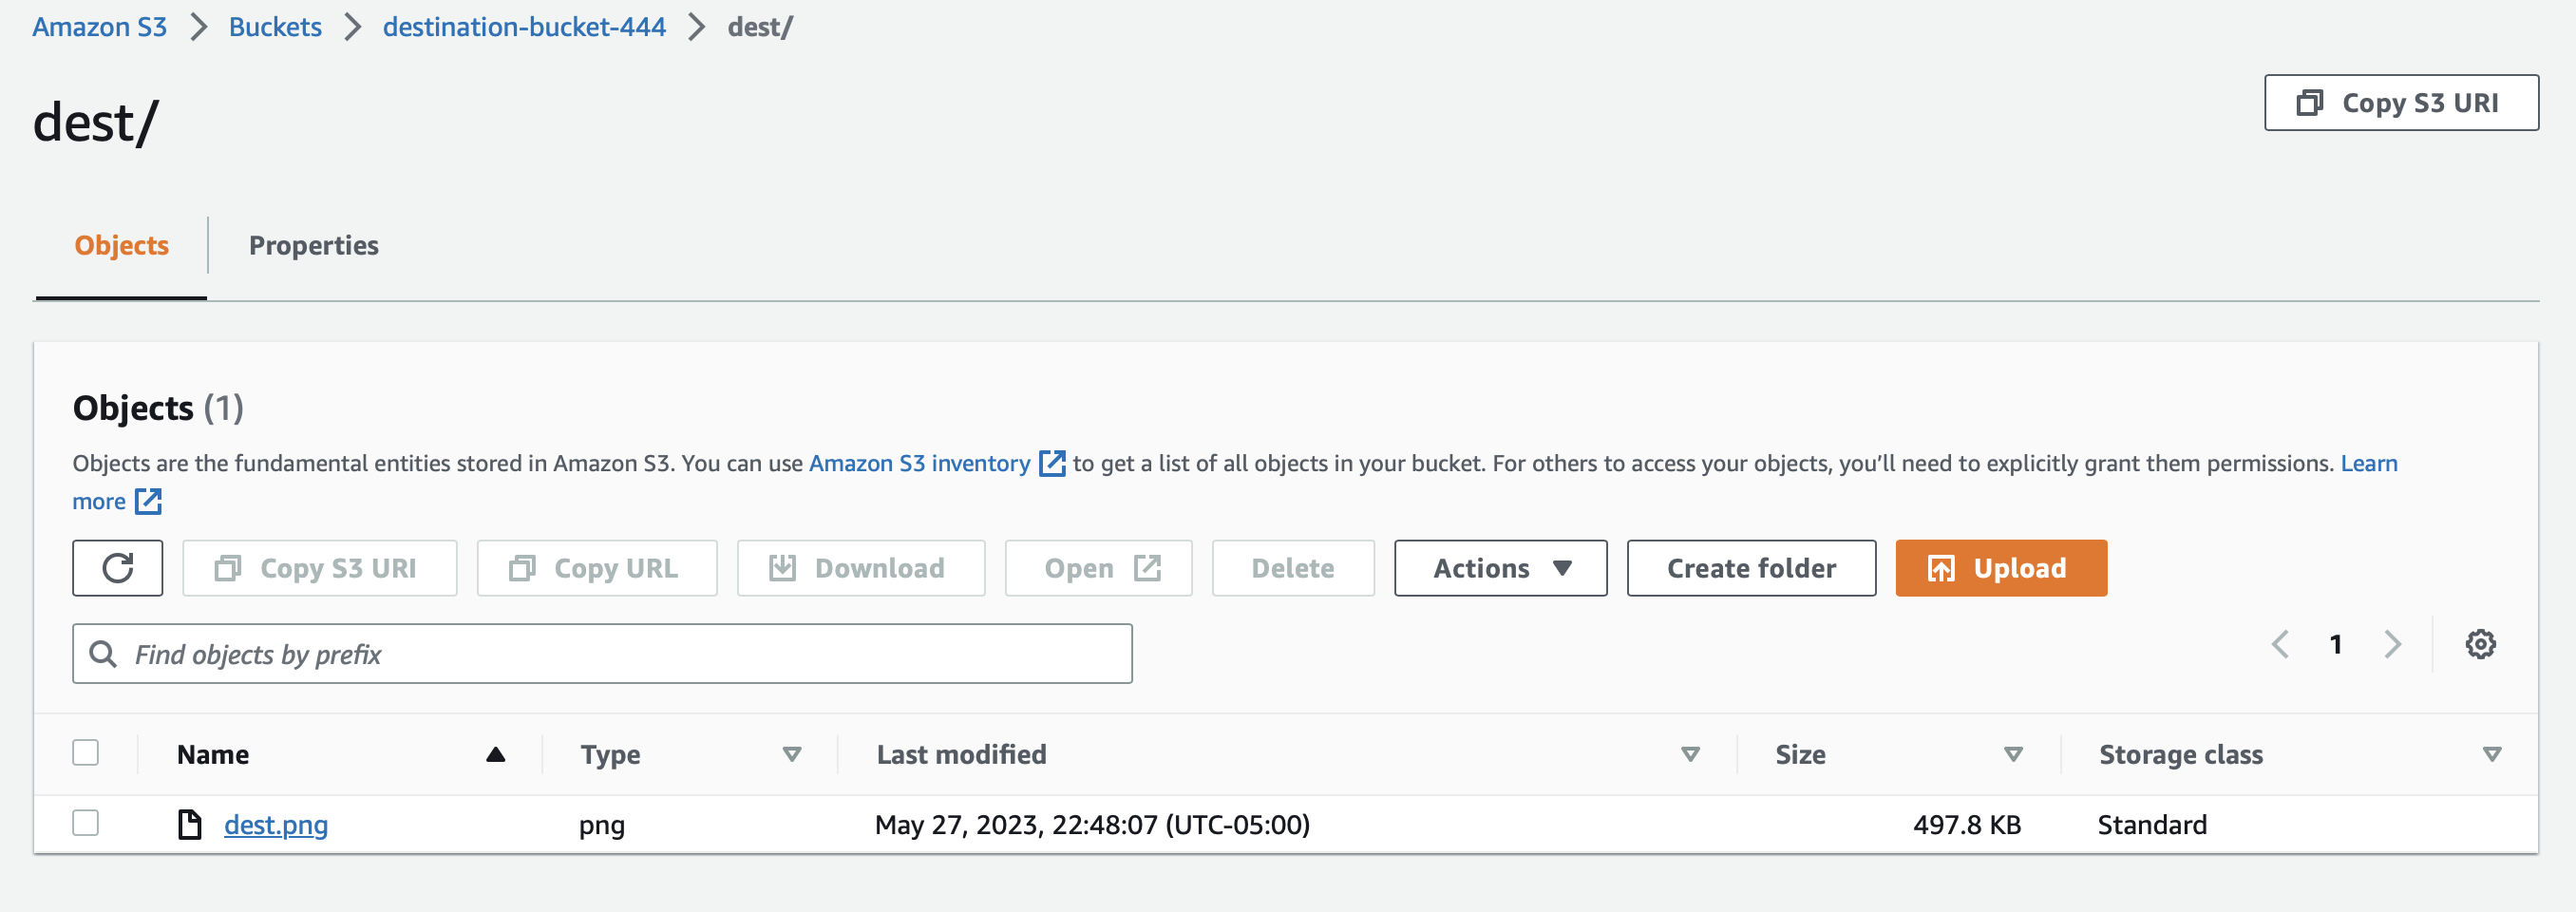 Amazon S3 > Buckets > destination-bucket-444 > dest/
dest/
Copy S3 URI
Objects
Properties
Objects (1)
Objects are the fundamental entities stored in Amazon S3. You can use Amazon S3 inventory to get a list of all objects in your bucket. For others to access your objects, you’ll need to explicitly grant them permissions. Learn
more
Copy S3 URI Copy URL Download Open Delete Actions Create folder Upload
Find objects by prefix
1
Name Type Last modified Size Storage class
dest.png png May 27, 2023, 22:48:07 (UTC-05:00) 497.8 KB Standard